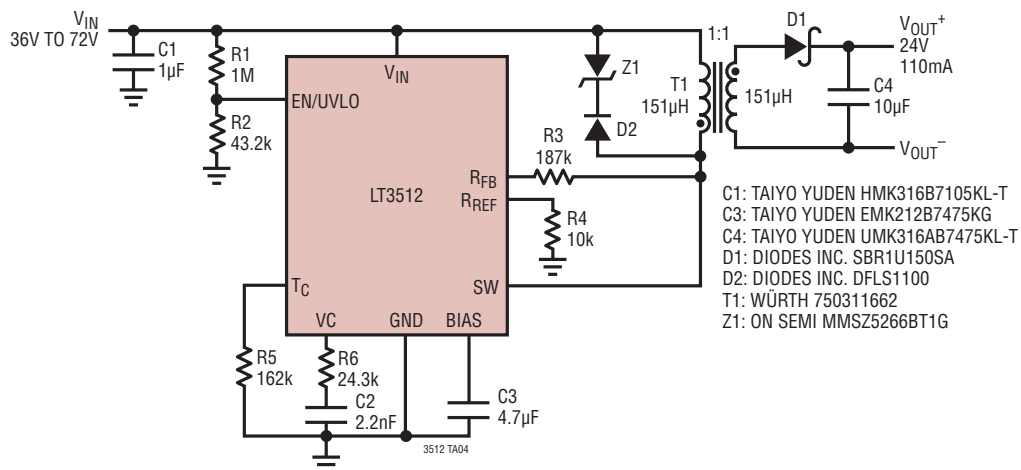 VIN
36V TO 72V
C1
1µF
R1
1M
R2
43.2k
VIN
EN/UVLO
LT3512
RFB
RREF
SW
TC
VC
GND
BIAS
Z1
D2
R3
187k
R4
10k
1:1
T1
151µH
151µH
D1
VOUT+
24V
110mA
C4
10µF
VOUT–
R5
162k
R6
24.3k
C2
2.2nF
C3
4.7µF
3512 TA04
C1: TAIYO YUDEN HMK316B7105KL-T
C3: TAIYO YUDEN EMK212B7475KG
C4: TAIYO YUDEN UMK316AB7475KL-T
D1: DIODES INC. SBR1U150SA
D2: DIODES INC. DFLS1100
T1: WÜRTH 750311662
Z1: ON SEMI MMSZ5266BT1G